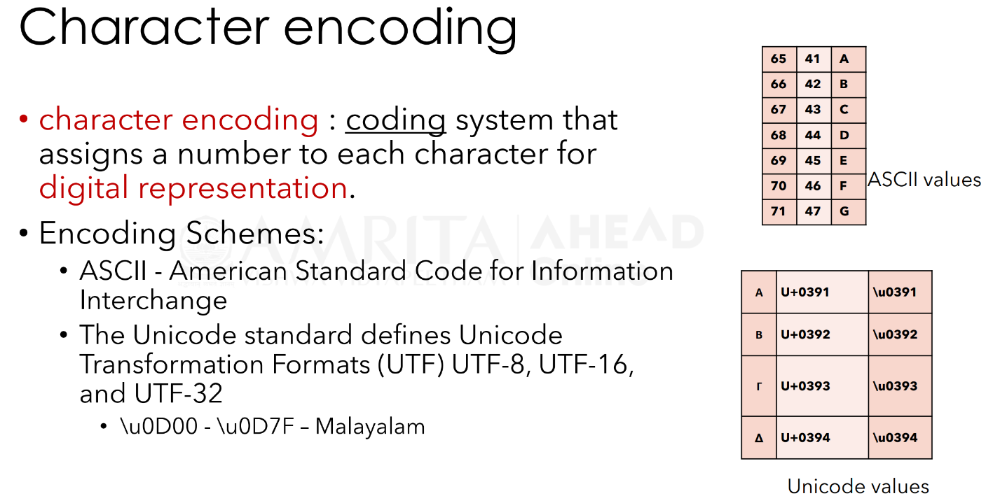 Character encoding
• character encoding : coding system that
assigns a number to each character for
digital representation.
• Encoding Schemes:
• ASCII - American Standard Code for Information
Interchange
• The Unicode standard defines Unicode
Transformation Formats (UTF) UTF-8, UTF-16,
and UTF-32
• \u0D00 - \u0D7F – Malayalam
65 41 A
66 42 B
67 43 C
68 44 D
69 45 E
70 46 F
71 47 G
ASCII values
Α U+0391 \u0391
Β U+0392 \u0392
Γ U+0393 \u0393
Δ U+0394 \u0394
Unicode values
AMRITA AHEAD
Online